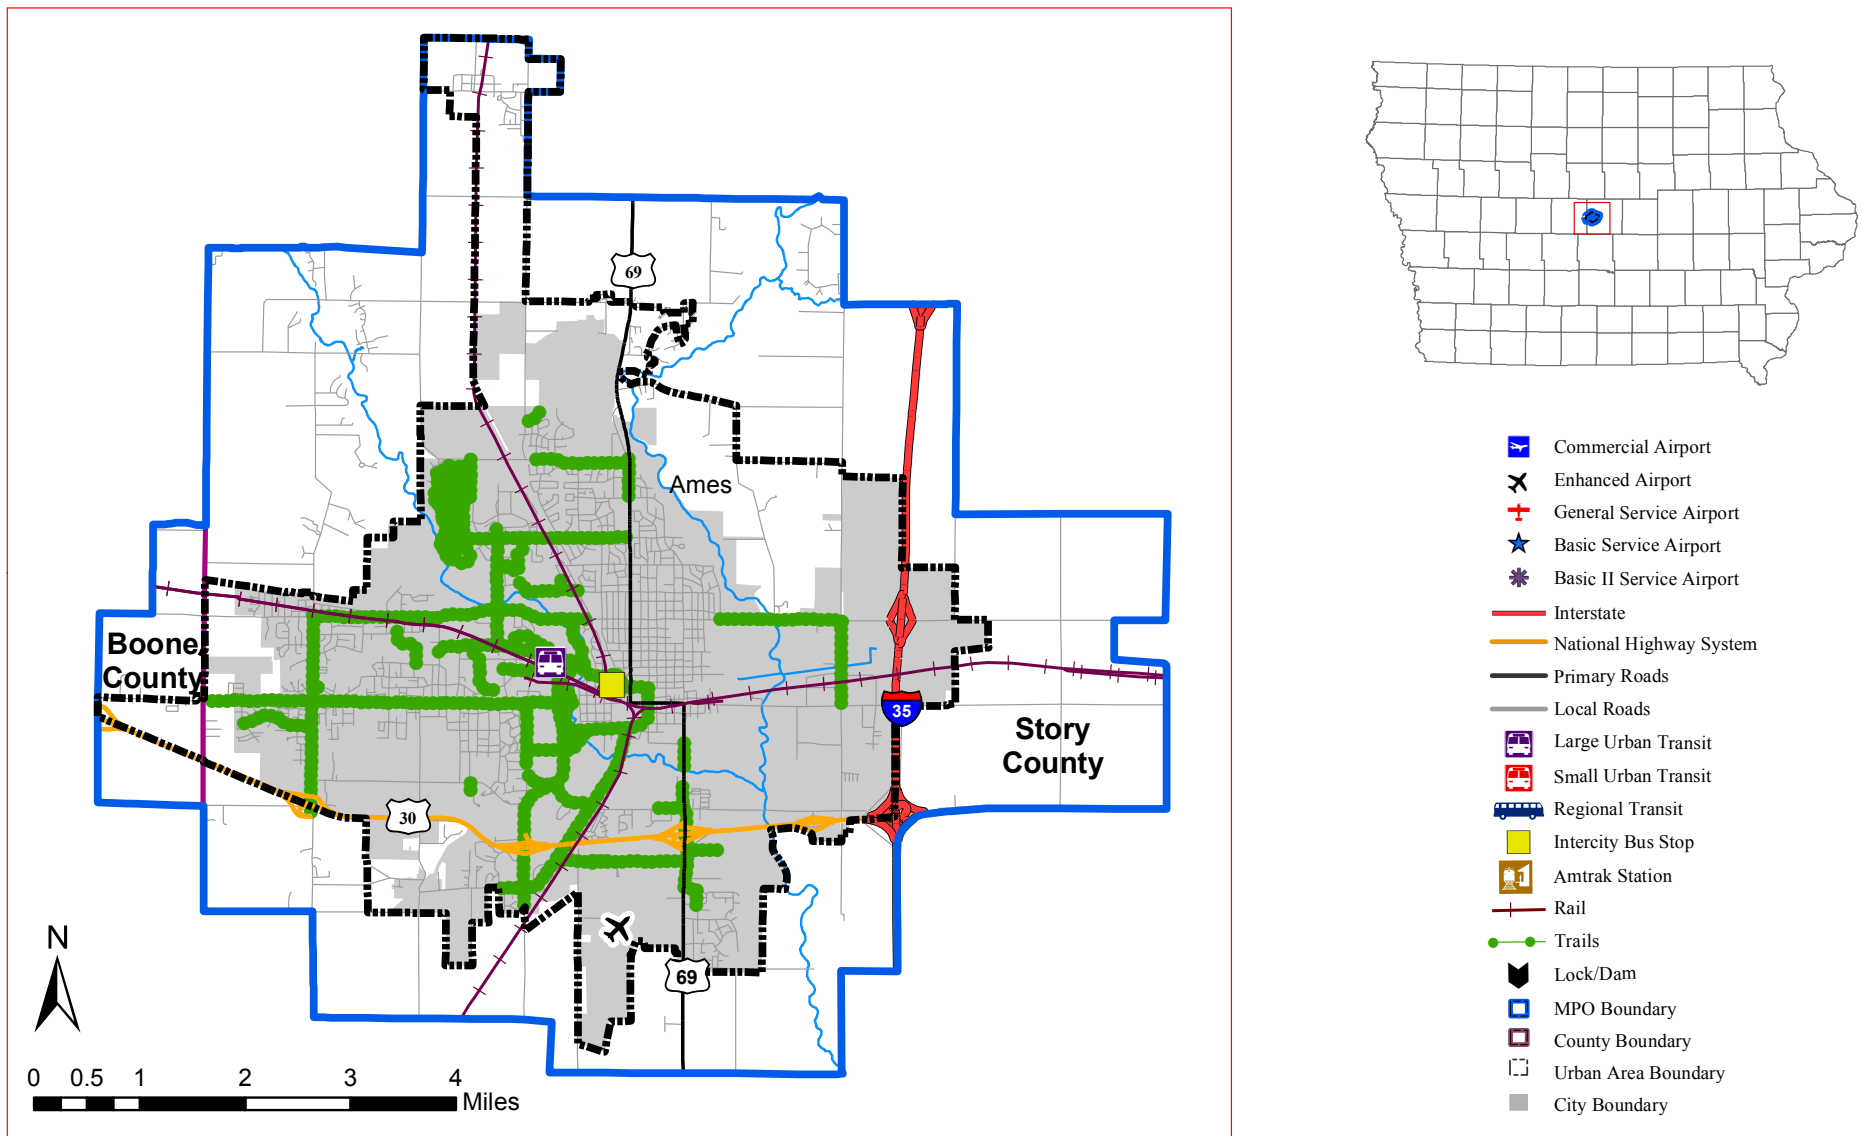 69
Ames
Boone
County
35
Story
County
30
69
N
0 0.5 1 2 3 4
Miles
Commercial Airport
Enhanced Airport
General Service Airport
Basic Service Airport
Basic II Service Airport
Interstate
National Highway System
Primary Roads
Local Roads
Large Urban Transit
Small Urban Transit
Regional Transit
Intercity Bus Stop
Amtrak Station
Rail
Trails
Lock/Dam
MPO Boundary
County Boundary
Urban Area Boundary
City Boundary